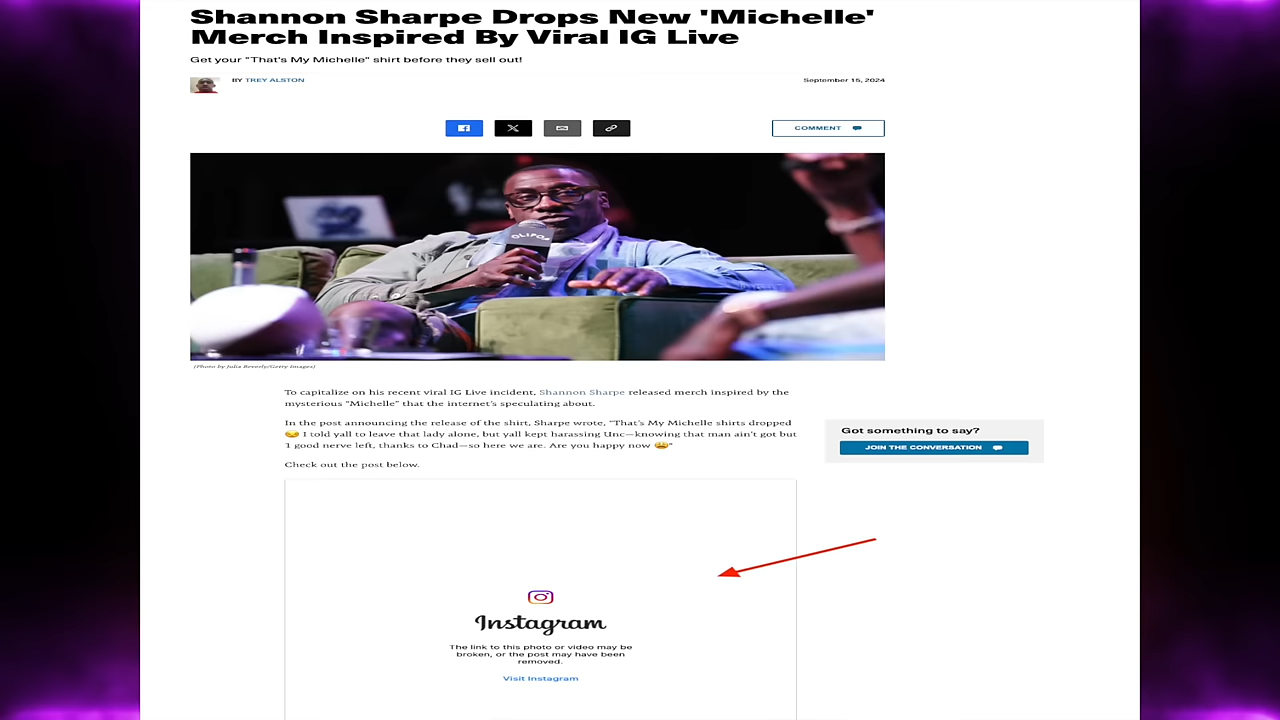 Shannon Sharpe Drops New 'Michelle'
Merch Inspired By Viral IG Live
Get your "That's My Michelle" shirt before they sell out!
BY TREY ALSTON
September 15, 2024
COMMENT
OLIPOP
(Photo by Julia Beverly/Getty Images)
To capitalize on his recent viral IG Live incident, Shannon Sharpe released merch inspired by the
mysterious "Michelle" that the internet's speculating about.
In the post announcing the release of the shirt, Sharpe wrote, "That's My Michelle shirts dropped
😂 I told yall to leave that lady alone, but yall kept harassing Unc—knowing that man ain't got but
1 good nerve left, thanks to Chad—so here we are. Are you happy now 😩"
Check out the post below.
Got something to say?
JOIN THE CONVERSATION
Instagram
The link to this photo or video may be
broken, or the post may have been
removed.
Visit Instagram